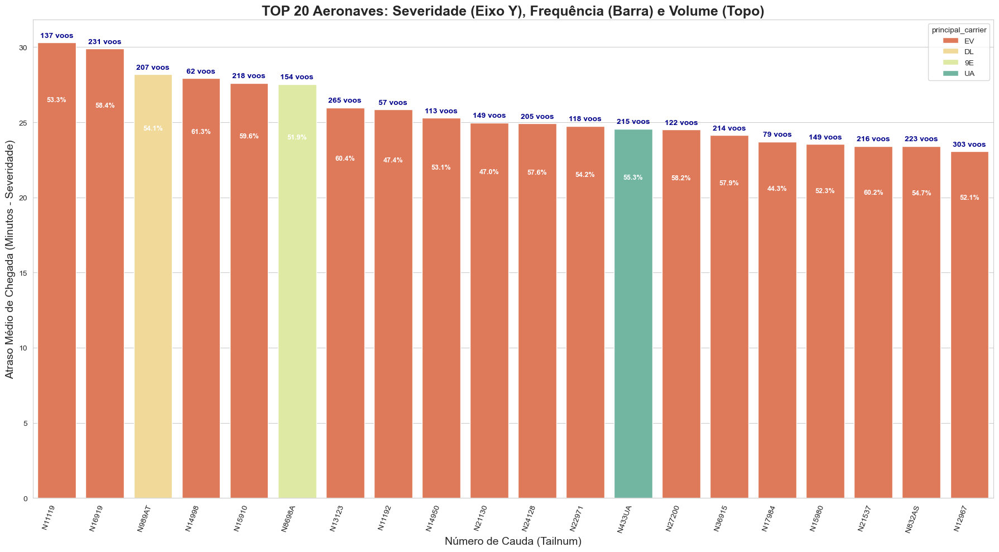 TOP 20 Aeronaves: Severidade (Eixo Y), Frequência (Barra) e Volume (Topo)
principal_carrier
EV
DL
9E
UA
137 voos
231 voos
207 voos
62 voos
218 voos
154 voos
265 voos
57 voos
113 voos
149 voos
205 voos
118 voos
215 voos
122 voos
214 voos
79 voos
149 voos
216 voos
223 voos
303 voos
53.3%
58.4%
54.1%
61.3%
59.6%
51.9%
60.4%
47.4%
53.1%
47.0%
57.6%
54.2%
55.3%
58.2%
57.9%
44.3%
52.3%
60.2%
54.7%
52.1%
Atraso Médio de Chegada (Minutos - Severidade)
30
25
20
15
10
5
0
N11119
N16919
N989AT
N14998
N15910
N8698A
N13123
N11192
N14950
N21130
N24128
N22971
N433UA
N27200
N36915
N17984
N15980
N21537
N832AS
N12967
Número de Cauda (Tailnum)